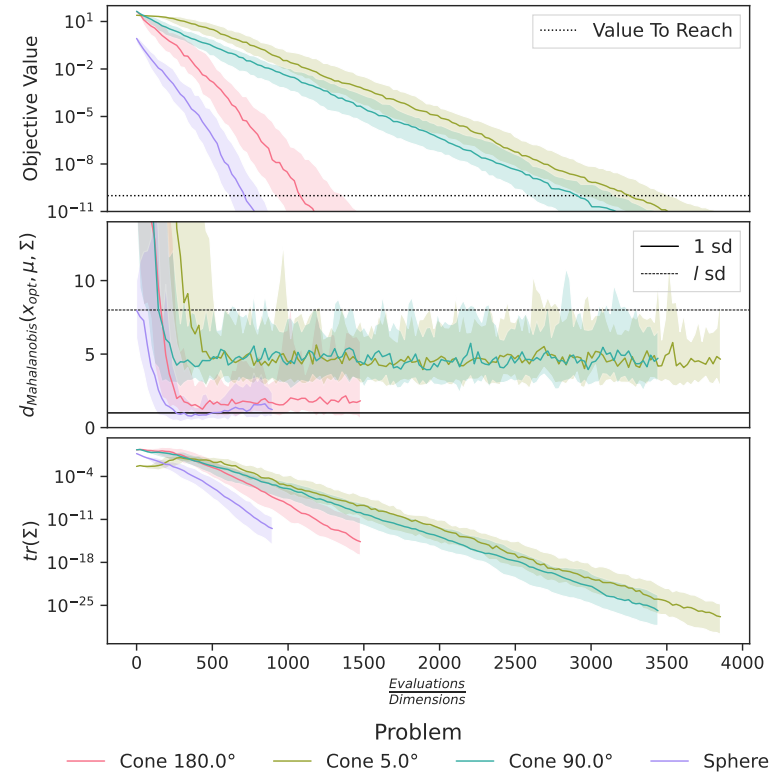 Objective Value
10^1
10^−2
10^−5
10^−8
10^−11
Value To Reach
d_Mahalanobis(x_opt, μ, Σ)
10
5
0
1 sd
l sd
tr(Σ)
10^−4
10^−11
10^−18
10^−25
0 500 1000 1500 2000 2500 3000 3500 4000
Evaluations
Dimensions
Problem
Cone 180.0° Cone 5.0° Cone 90.0° Sphere